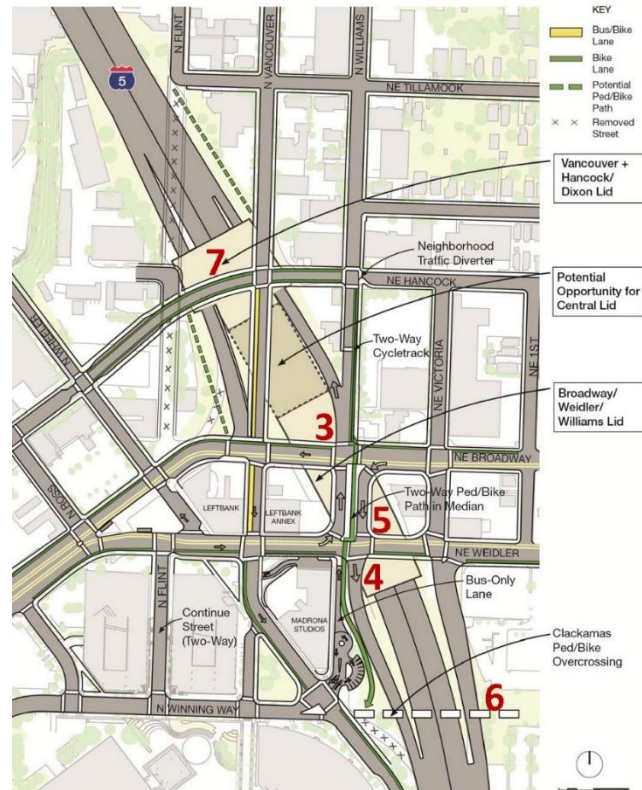 KEY
Bus/Bike
Lane
Bike
Lane
Potential
Ped/Bike
Path
Removed
Street
N FLINT
N VANCOUVER
N WILLIAMS
5
NE TILLAMOOK
Vancouver +
Hancock/
Dixon Lid
7
Neighborhood
Traffic Diverter
NE HANCOCK
Potential
Opportunity for
Central Lid
N WHEELER
Two-Way
Cycletrack
NE VICTORIA
NE 1ST
3
Broadway/
Weidler/
Williams Lid
NE BROADWAY
N ROSS
LEFTBANK
LEFTBANK
ANNEX
Two-Way Ped/Bike
Path in Median
5
NE WEIDLER
4
N FLINT
Bus-Only
Lane
Continue
Street
(Two-Way)
MADRONA
STUDIOS
Clackamas
Ped/Bike
Overcrossing
6
N WINNING WAY